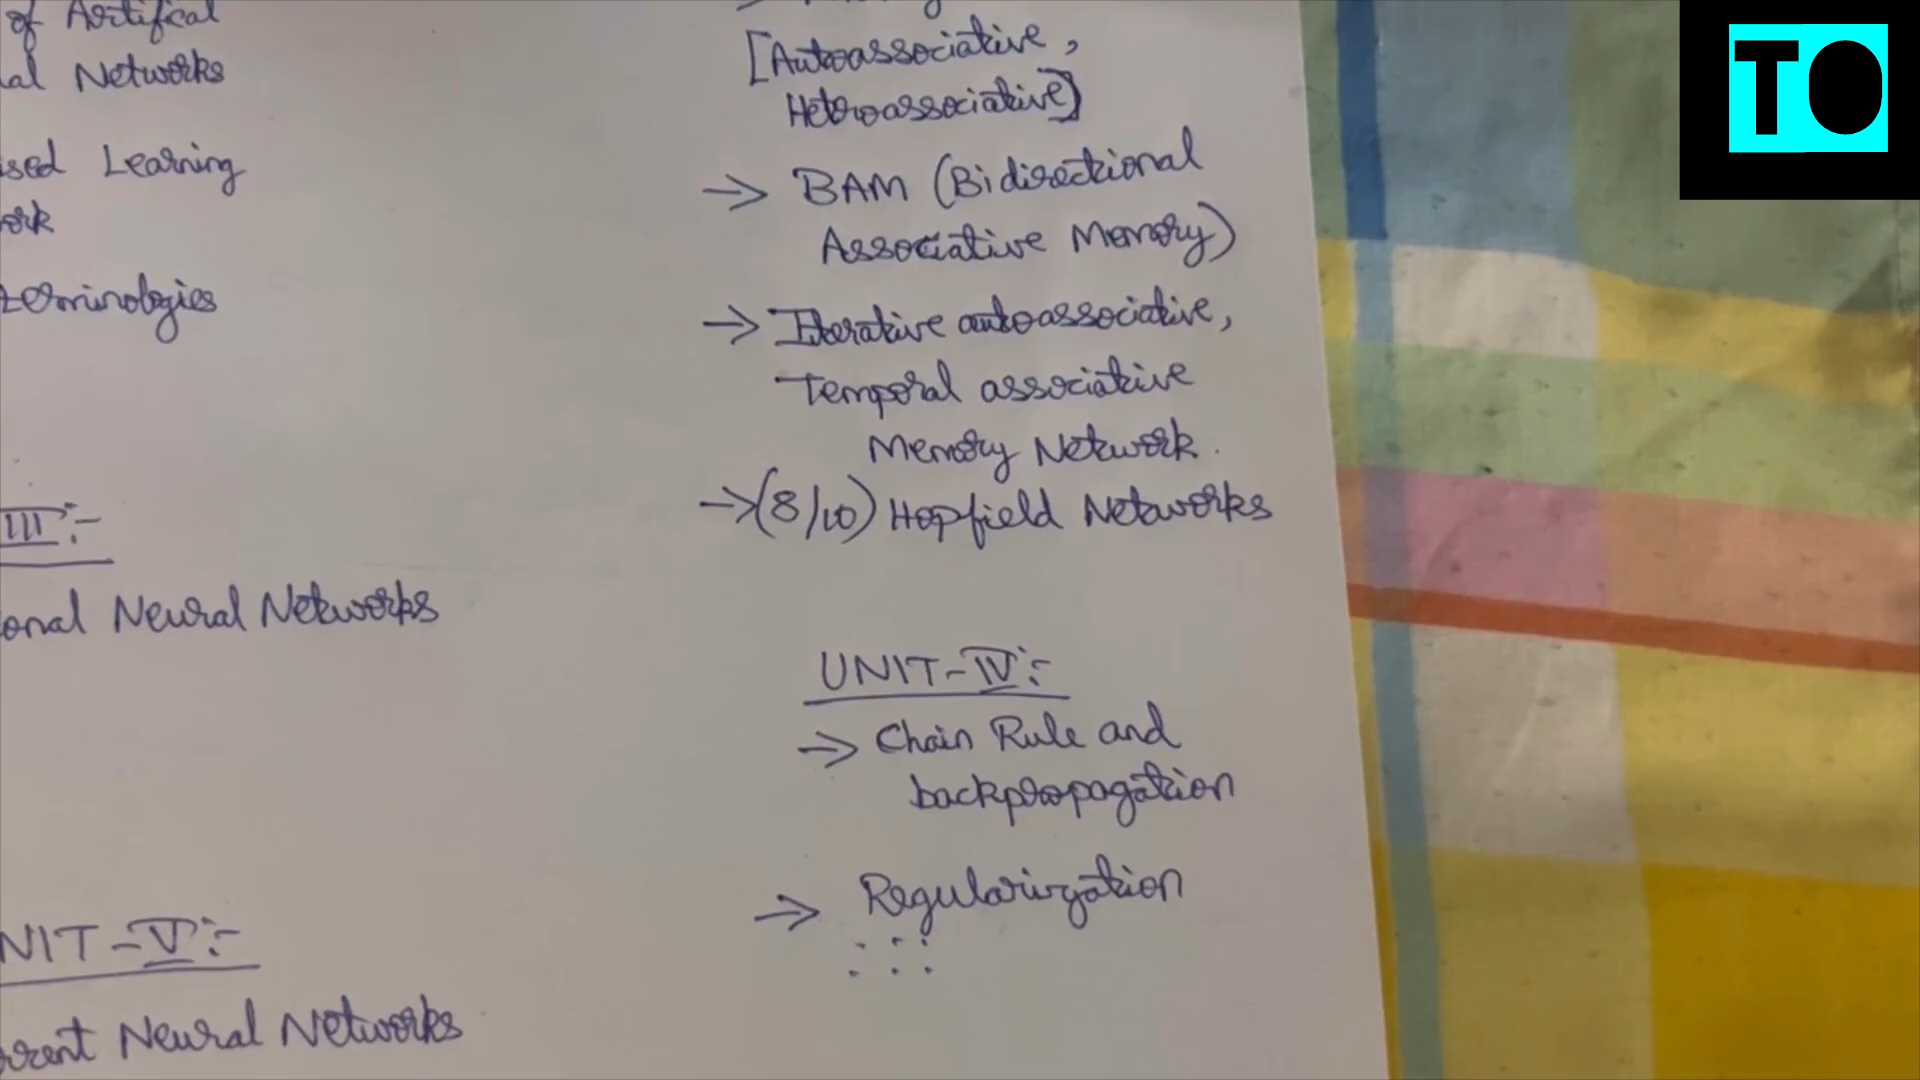 of Artifical
al Networks
ised Learning
ork
terminologies
III:-
onal Neural Networks
NIT-V:-
rrent Neural Networks
[Autoassociative,
Hetroassociative]
→ BAM (Bidirectional
Associative Memory)
→ Iterative autoassociative,
Temporal associative
Memory Network.
→(8/10) Hopfield Networks
UNIT-IV:-
→ Chain Rule and
backpropagation
→ Regularization
TO